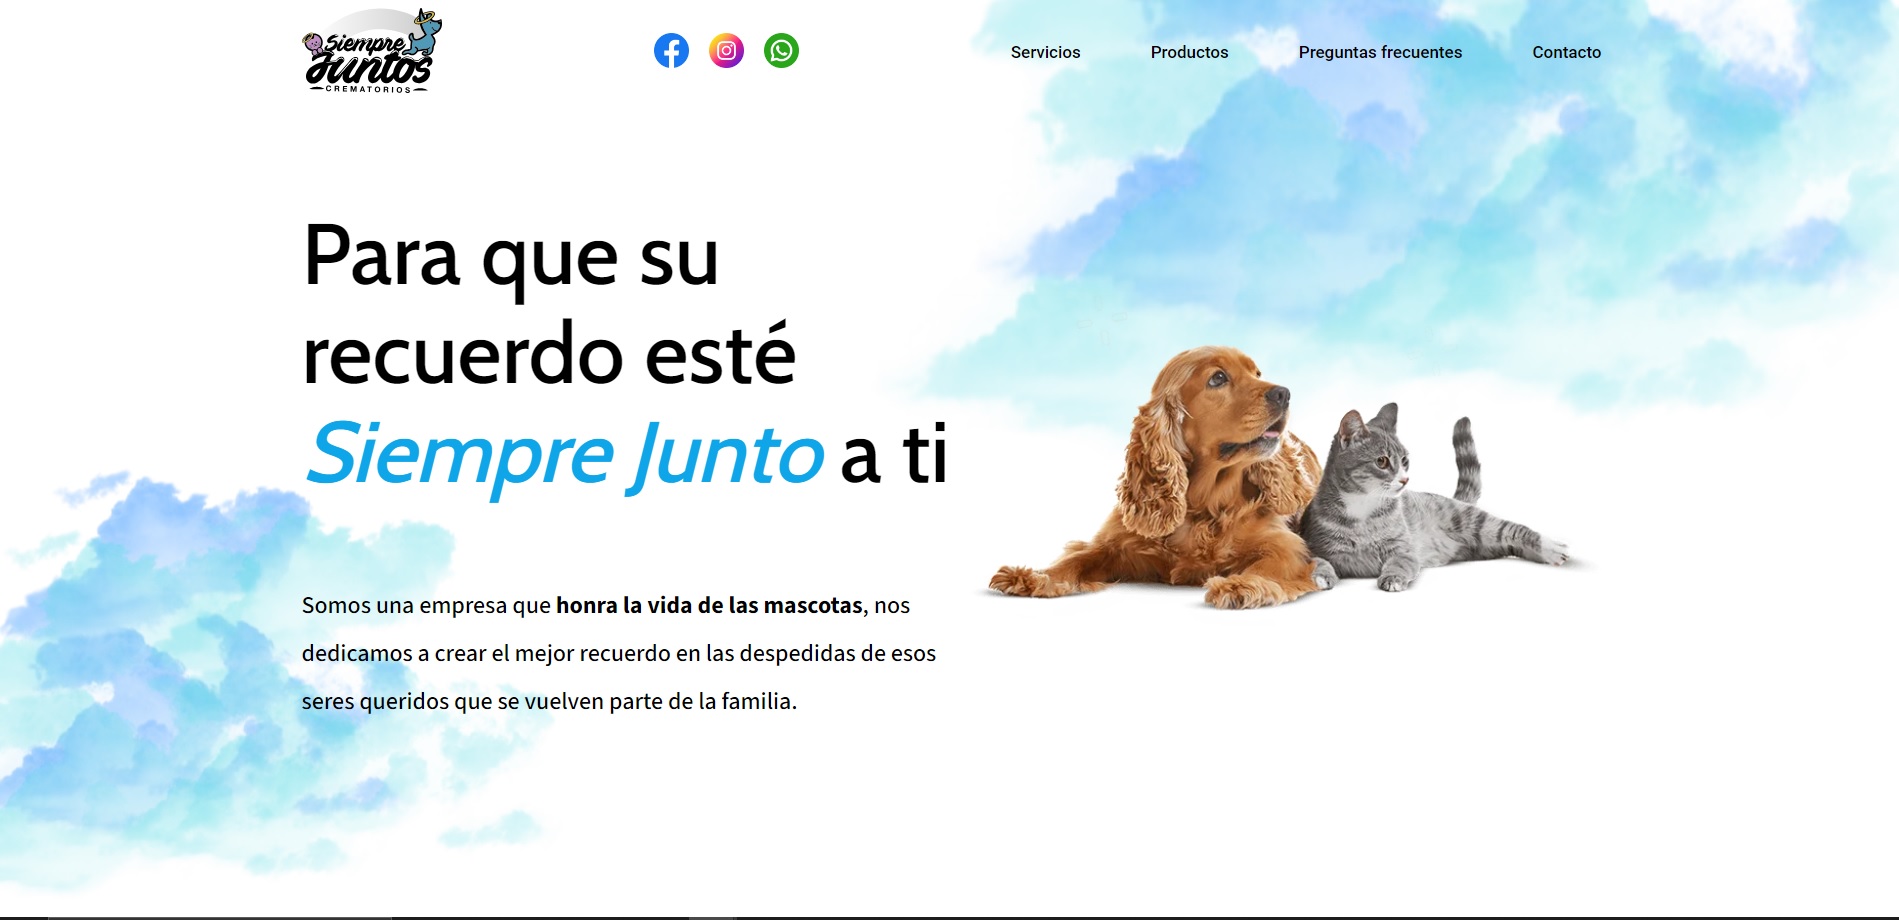 Siempre
Juntos
CREMATORIOS
Servicios
Productos
Preguntas frecuentes
Contacto
Para que su
recuerdo esté
Siempre Junto a ti
Somos una empresa que honra la vida de las mascotas, nos
dedicamos a crear el mejor recuerdo en las despedidas de esos
seres queridos que se vuelven parte de la familia.